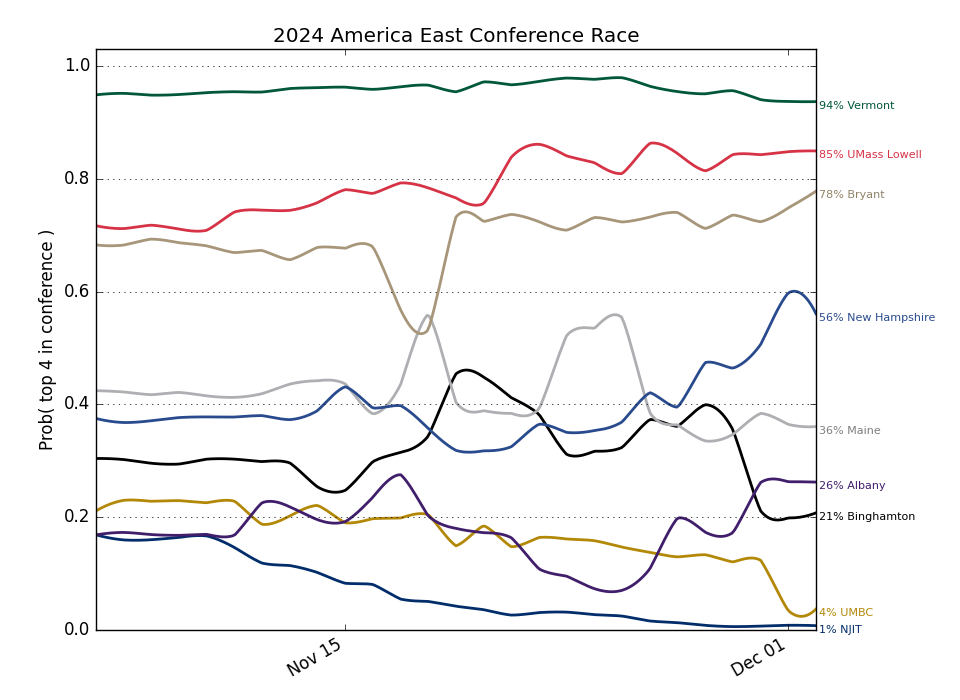 2024 America East Conference Race
Prob( top 4 in conference )
1.0
0.8
0.6
0.4
0.2
0.0
Nov 15
Dec 01
94% Vermont
85% UMass Lowell
78% Bryant
56% New Hampshire
36% Maine
26% Albany
21% Binghamton
4% UMBC
1% NJIT